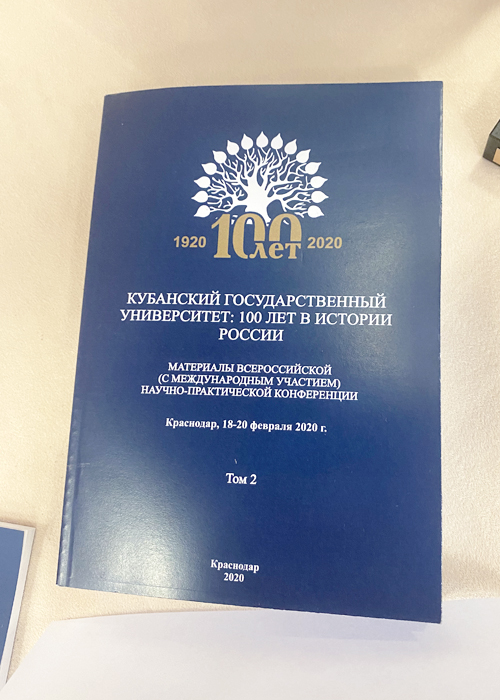 1920 100 лет 2020
КУБАНСКИЙ ГОСУДАРСТВЕННЫЙ
УНИВЕРСИТЕТ: 100 ЛЕТ В ИСТОРИИ
РОССИИ
МАТЕРИАЛЫ ВСЕРОССИЙСКОЙ
(С МЕЖДУНАРОДНЫМ УЧАСТИЕМ)
НАУЧНО-ПРАКТИЧЕСКОЙ КОНФЕРЕНЦИИ
Краснодар, 18-20 февраля 2020 г.
Том 2
Краснодар
2020